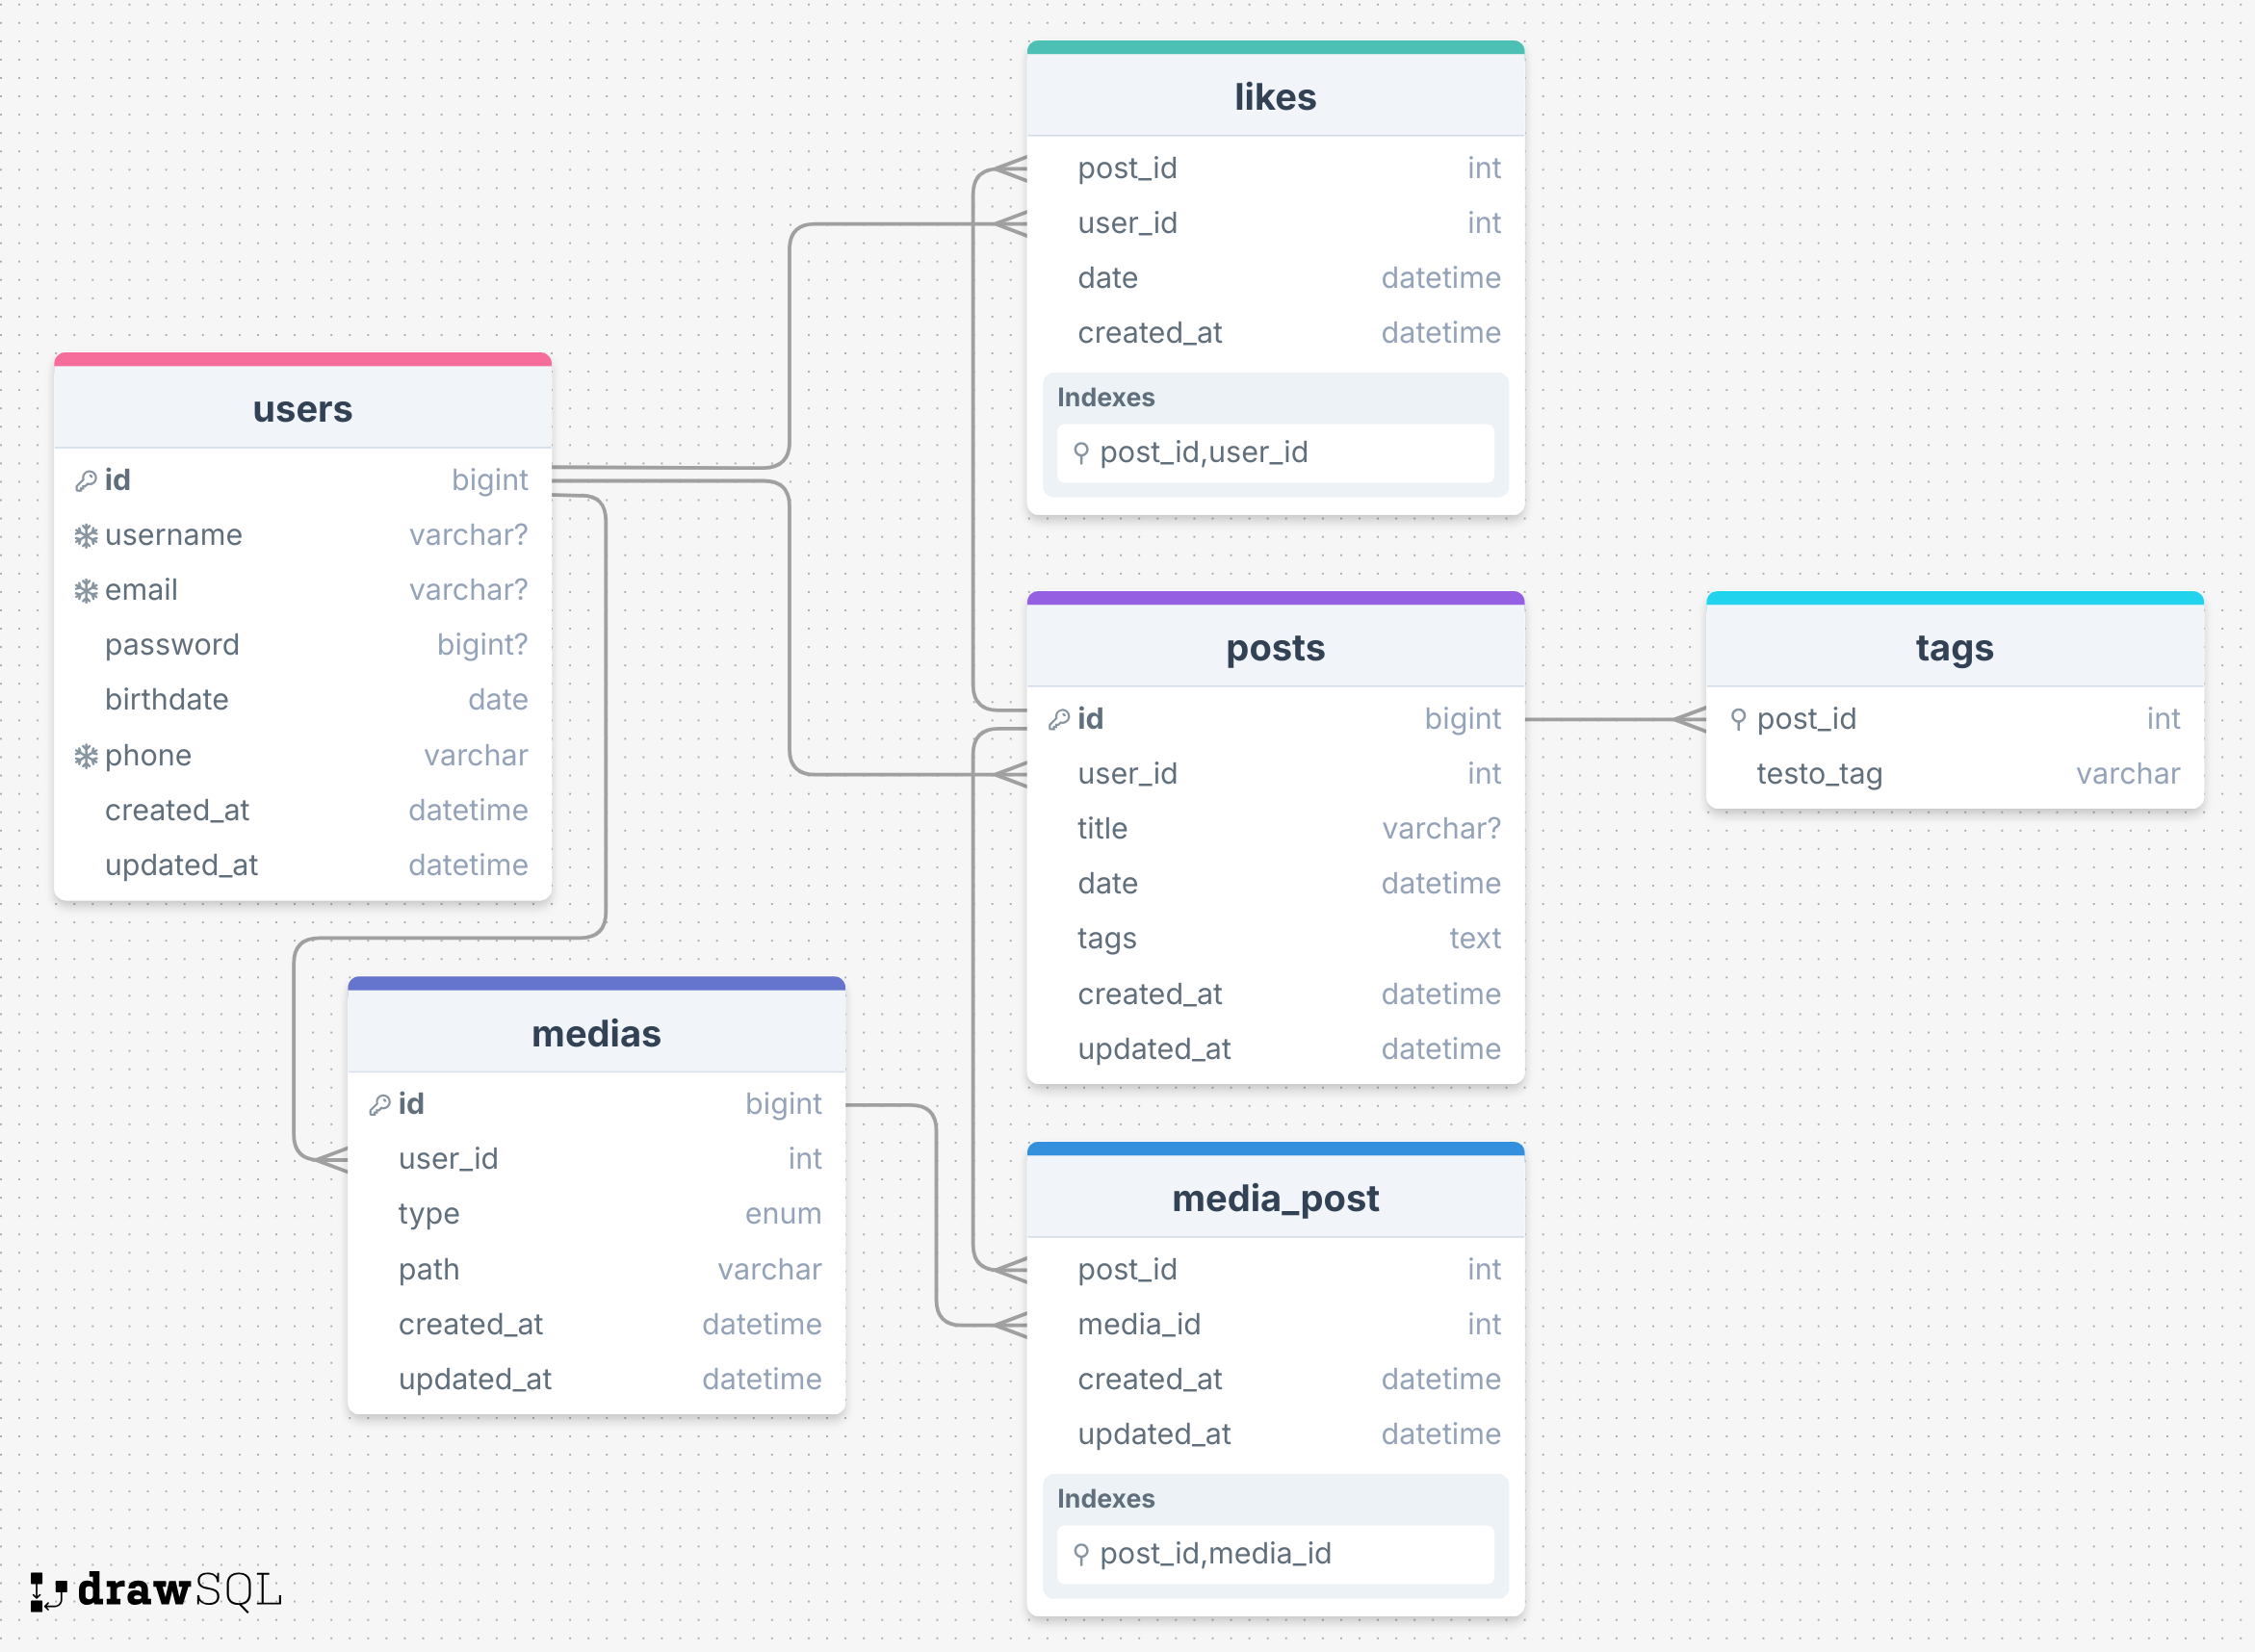 likes
post_id int
user_id int
date datetime
created_at datetime
Indexes
post_id,user_id
users
id bigint
username varchar?
email varchar?
password bigint?
birthdate date
phone varchar
created_at datetime
updated_at datetime
posts
id bigint
user_id int
title varchar?
date datetime
tags text
created_at datetime
updated_at datetime
tags
post_id int
testo_tag varchar
medias
id bigint
user_id int
type enum
path varchar
created_at datetime
updated_at datetime
media_post
post_id int
media_id int
created_at datetime
updated_at datetime
Indexes
post_id,media_id
drawSQL